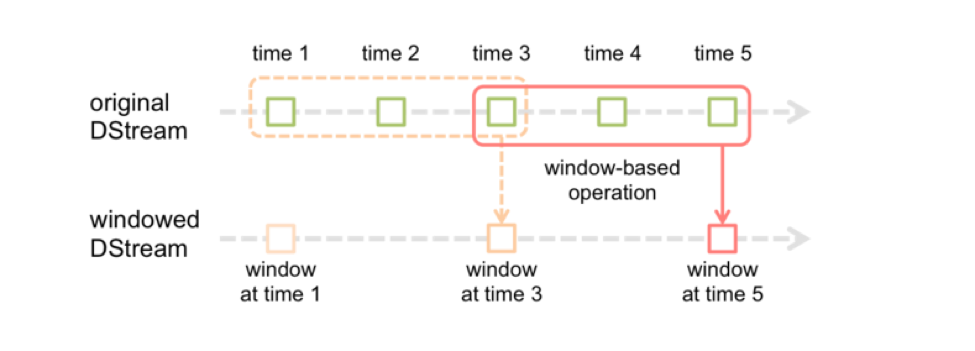 time 1 time 2 time 3 time 4 time 5
original
DStream
window-based
operation
windowed
DStream
window
at time 1
window
at time 3
window
at time 5